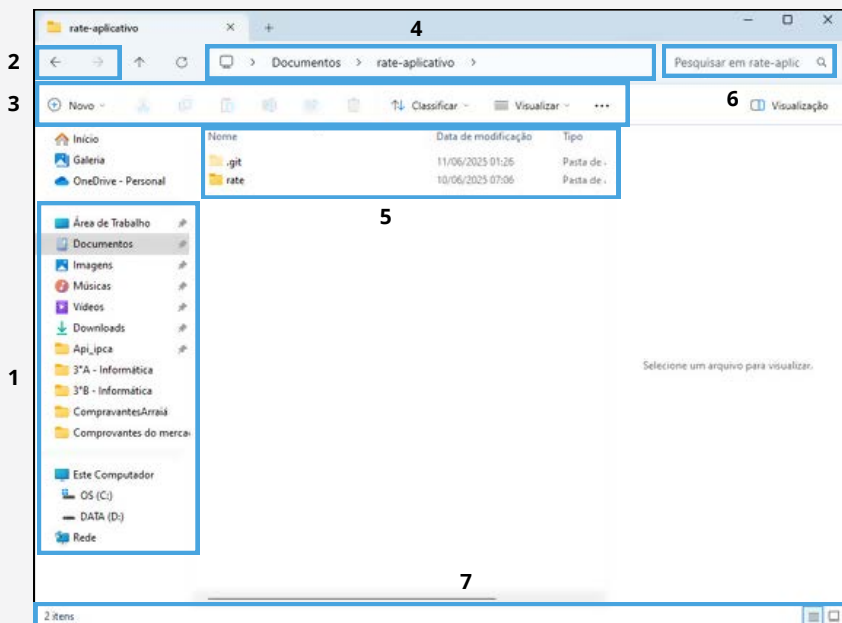 rate-aplicativo
4
2
Documentos
rate-aplicativo
Pesquisar em rate-aplic
3
Novo
Classificar
Visualizar
6
Visualização
Início
Galeria
OneDrive - Personal
Nome
Data de modificação
Tipo
.git
11/06/2025 01:26
Pasta de
rate
10/06/2025 07:06
Pasta de
5
Área de Trabalho
Documentos
Imagens
Músicas
Vídeos
Downloads
Api_ipca
1
3°A - Informática
3°B - Informática
CompravantesArraiá
Comprovantes do merca
Selecione um arquivo para visualizar.
Este Computador
OS (C:)
DATA (D:)
Rede
7
2 itens